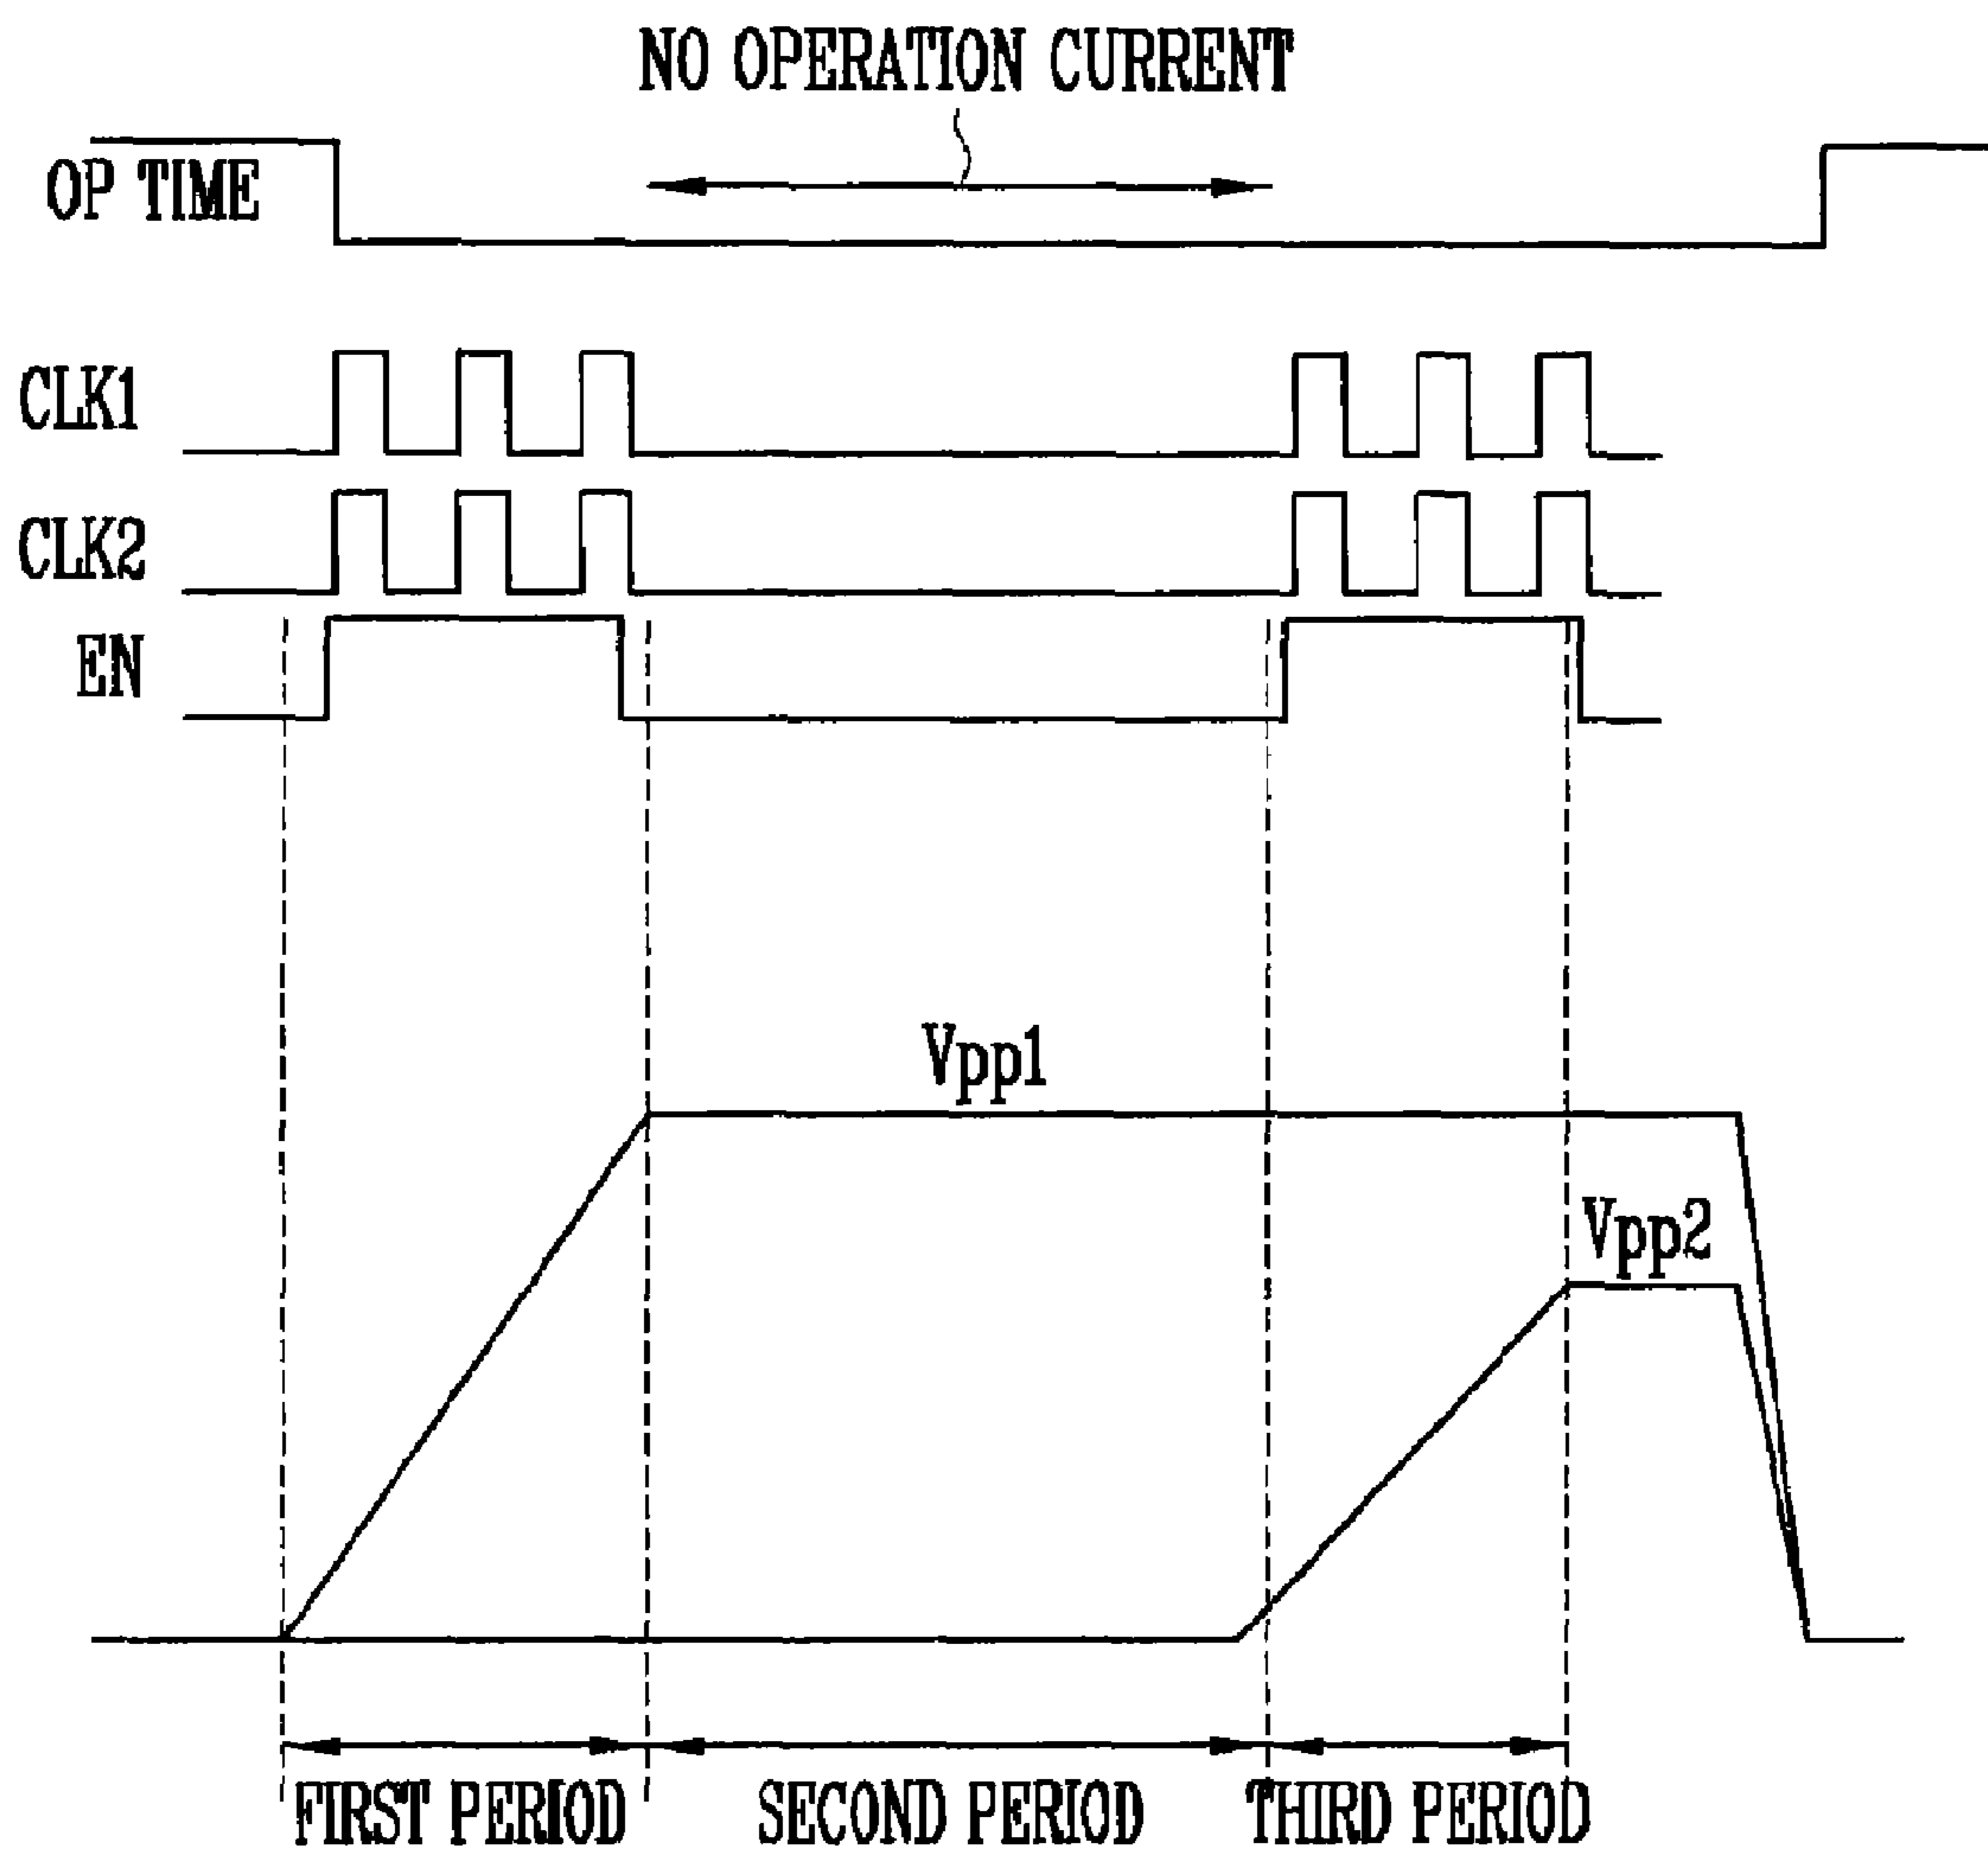 NO OPERATION CURRENT
OP TIME
CLK1
CLK2
EN
Vpp1
Vpp2
FIRST PERIOD
SECOND PERIOD
THIRD PERIOD